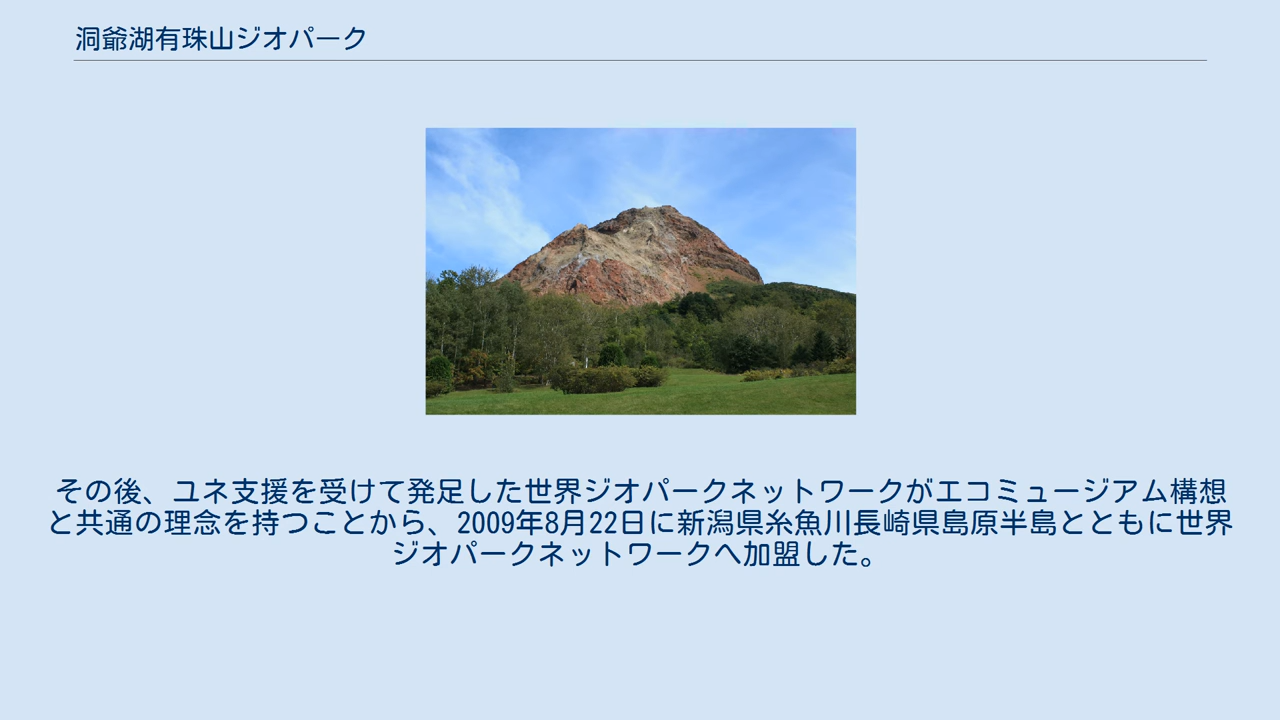 洞爺湖有珠山ジオパーク
その後、ユネ支援を受けて発足した世界ジオパークネットワークがエコミュージアム構想
と共通の理念を持つことから、2009年8月22日に新潟県糸魚川長崎県島原半島とともに世界
ジオパークネットワークへ加盟した。